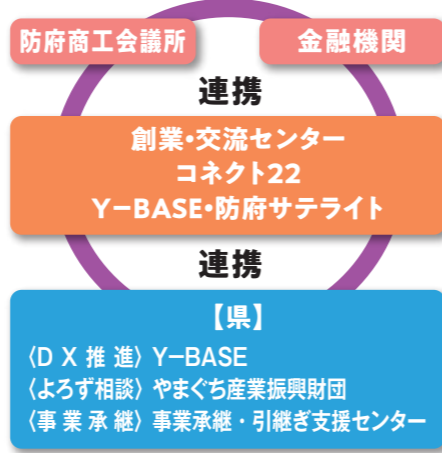 防府商工会議所
金融機関
連携
創業・交流センター
コネクト22
Y-BASE・防府サテライト
連携
【県】
〈DX推進〉Y-BASE
〈よろず相談〉やまぐち産業振興財団
〈事業承継〉事業承継・引継ぎ支援センター